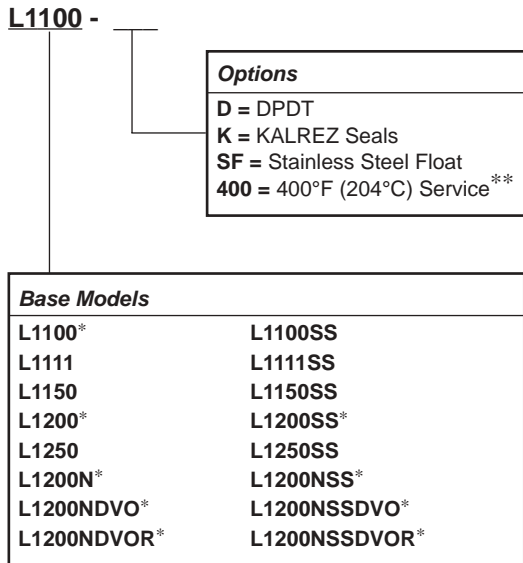 L1100 - ___
Options
D = DPDT
K = KALREZ Seals
SF = Stainless Steel Float
400 = 400°F (204°C) Service**
Base Models
L1100* L1100SS
L1111 L1111SS
L1150 L1150SS
L1200* L1200SS*
L1250 L1250SS
L1200N* L1200NSS*
L1200NDVO* L1200NSSDVO*
L1200NDVOR* L1200NSSDVOR*